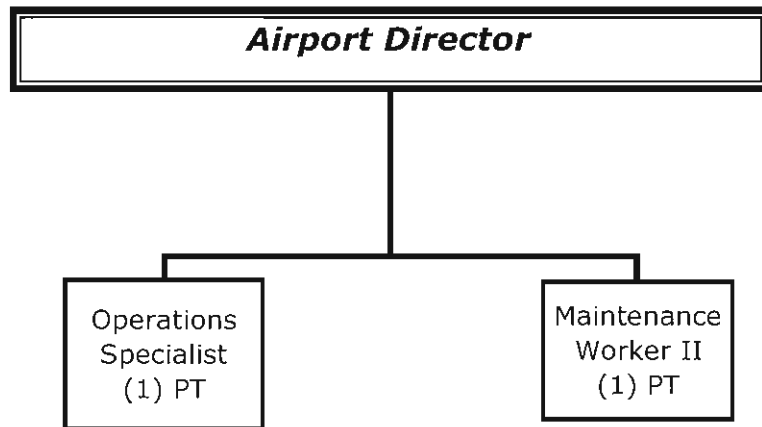 Airport Director
Operations
Specialist
(1) PT
Maintenance
Worker II
(1) PT